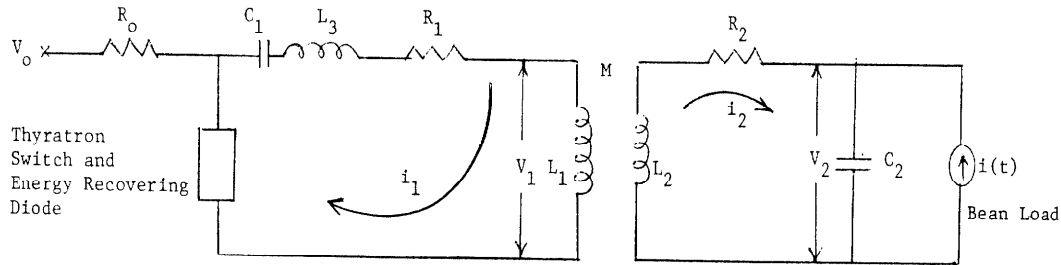 V₀
R₀
C₁
L₃
R₁
M
R₂
i₂
i₁
V₁
L₁
L₂
V₂
C₂
i(t)
Thyratron
Switch and
Energy Recovering
Diode
Bean Load